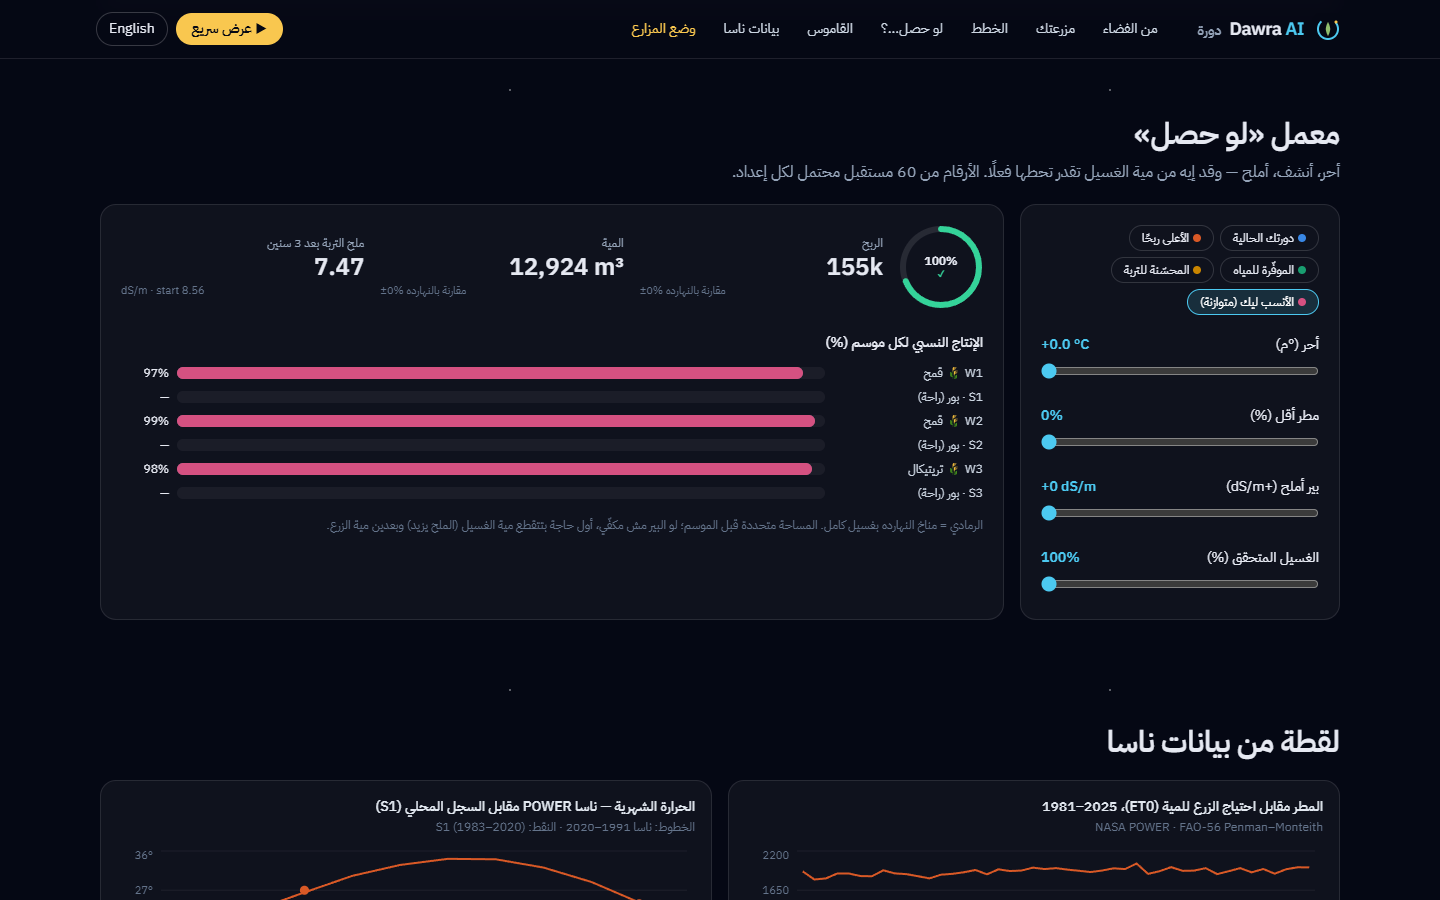 Dawra AI دورة
من الفضاء
مزرعتك
الخطط
لو حصل...؟
القاموس
بيانات ناسا
وضع المزارع
▶ عرض سريع
English
معمل «لو حصل»
أحر، أنشف، أملح — وقد إيه من مية الغسيل تقدر تحطها فعلًا. الأرقام من 60 مستقبل محتمل لكل إعداد.
دورتك الحالية
الأعلى ربحًا
الموفّرة للمياه
المحسّنة للتربة
الأنسب ليك (متوازنة)
أحر (°م)
+0.0 °C
مطر أقل (%)
0%
بير أملح (+dS/m)
+0 dS/m
الغسيل المتحقق (%)
100%
100%
✓
الربح
155k
مقارنة بالنهارده ±0%
المية
12,924 m³
مقارنة بالنهارده ±0%
ملح التربة بعد 3 سنين
7.47
dS/m · start 8.56
الإنتاج النسبي لكل موسم (%)
W1 قمح
97%
S1 · بور (راحة)
—
W2 قمح
99%
S2 · بور (راحة)
—
W3 تريتيكال
98%
S3 · بور (راحة)
—
الرمادي = مناخ النهارده بغسيل كامل. المساحة متحددة قبل الموسم؛ لو البير مش مكفّي، أول حاجة بتتقطع مية الغسيل (الملح يزيد) وبعدين مية الزرع.
لقطة من بيانات ناسا
المطر مقابل احتياج الزرع للمية (ET0)، 1981–2025
NASA POWER · FAO-56 Penman–Monteith
2200
1650
الحرارة الشهرية — ناسا POWER مقابل السجل المحلي (S1)
الخطوط: ناسا 1991–2020 · النقط: S1 (1983–2020)
36°
27°